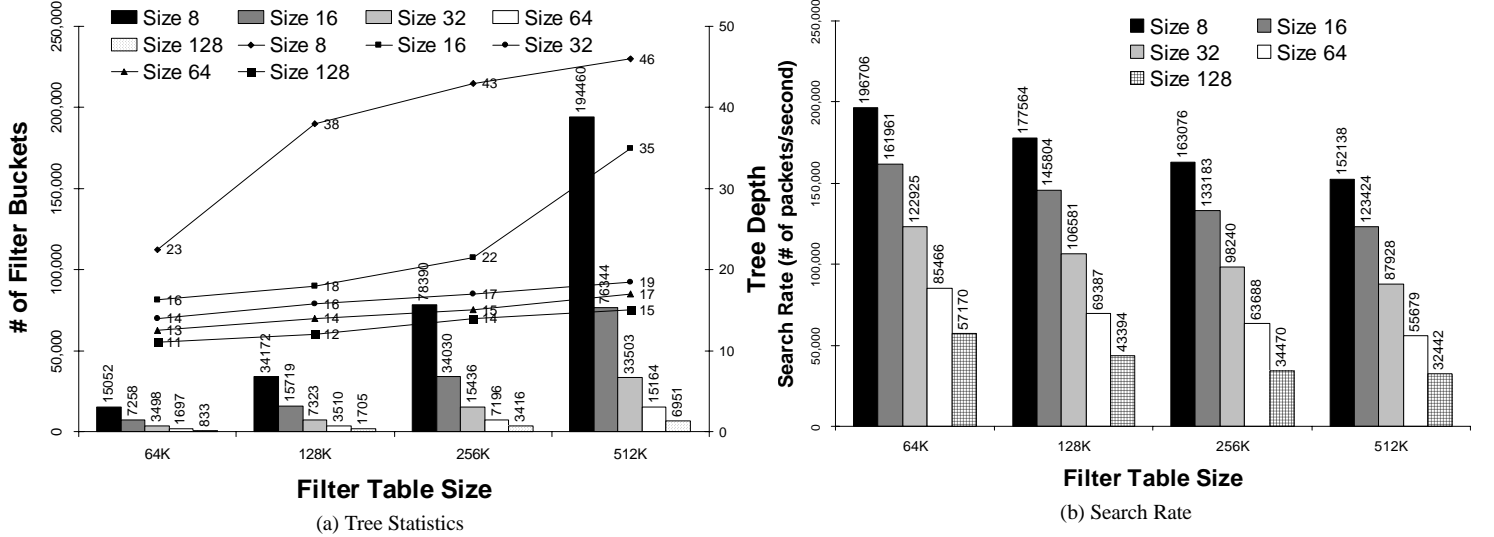 250,000
200,000
150,000
100,000
50,000
0
# of Filter Buckets
Size 8 Size 16 Size 32 Size 64
Size 128 Size 8 Size 16 Size 32
Size 64 Size 128
23 38 43 46
16 18 22 35
14 16 17 19
13 14 15 17
11 12 14 15
15052 7258 3498 1697 833
34172 15719 7323 3510 1705
78390 34030 15436 7196 3416
194460 76344 33503 15164 6951
50
40
30
20
10
0
Tree Depth
64K 128K 256K 512K
Filter Table Size
(a) Tree Statistics
250,000
200,000
150,000
100,000
50,000
0
Search Rate (# of packets/second)
Size 8 Size 16
Size 32 Size 64
Size 128
196706 161961 122925 85466 57170
177564 145804 106581 69387 43394
163076 133183 98240 63688 34470
152138 123424 87928 55679 32442
64K 128K 256K 512K
Filter Table Size
(b) Search Rate